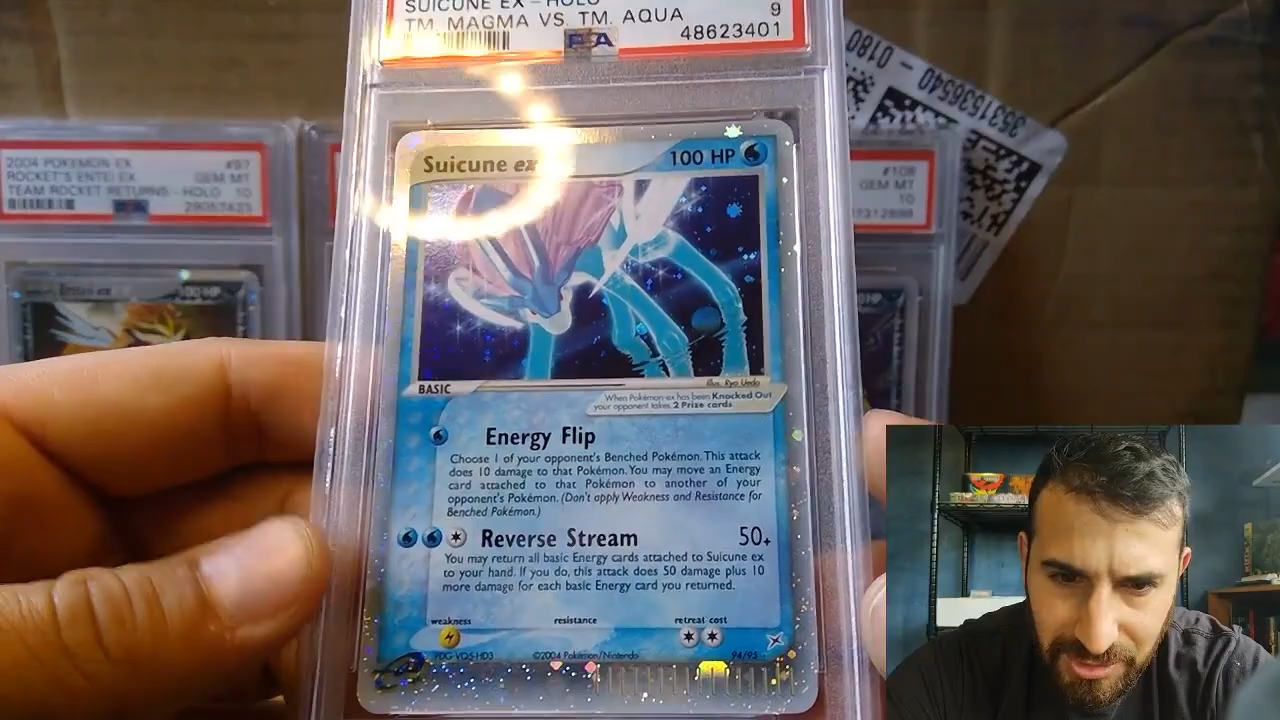 SUICUNE EX - HOLO
9
TM. MAGMA VS. TM. AQUA
PSA
48623401
3531536540 - 0180
2004 POKEMON EX
#97
ROCKET'S ENTEI EX
GEM MT
TEAM ROCKET RETURNS - HOLO
10
29053423
#108
GEM MT
10
Suicune ex
100 HP
BASIC
Illus. Ryo Ueda
When Pokémon-ex has been Knocked Out
your opponent takes 2 Prize cards
Energy Flip
Choose 1 of your opponent's Benched Pokémon. This attack
does 10 damage to that Pokémon. You may move an Energy
card attached to that Pokémon to another of your
opponent's Pokémon. (Don't apply Weakness and Resistance for
Benched Pokémon.)
Reverse Stream
50+
You may return all basic Energy cards attached to Suicune ex
to your hand. If you do, this attack does 50 damage plus 10
more damage for each basic Energy card you returned.
weakness
resistance
retreat cost
©2004 Pokémon/Nintendo
94/95